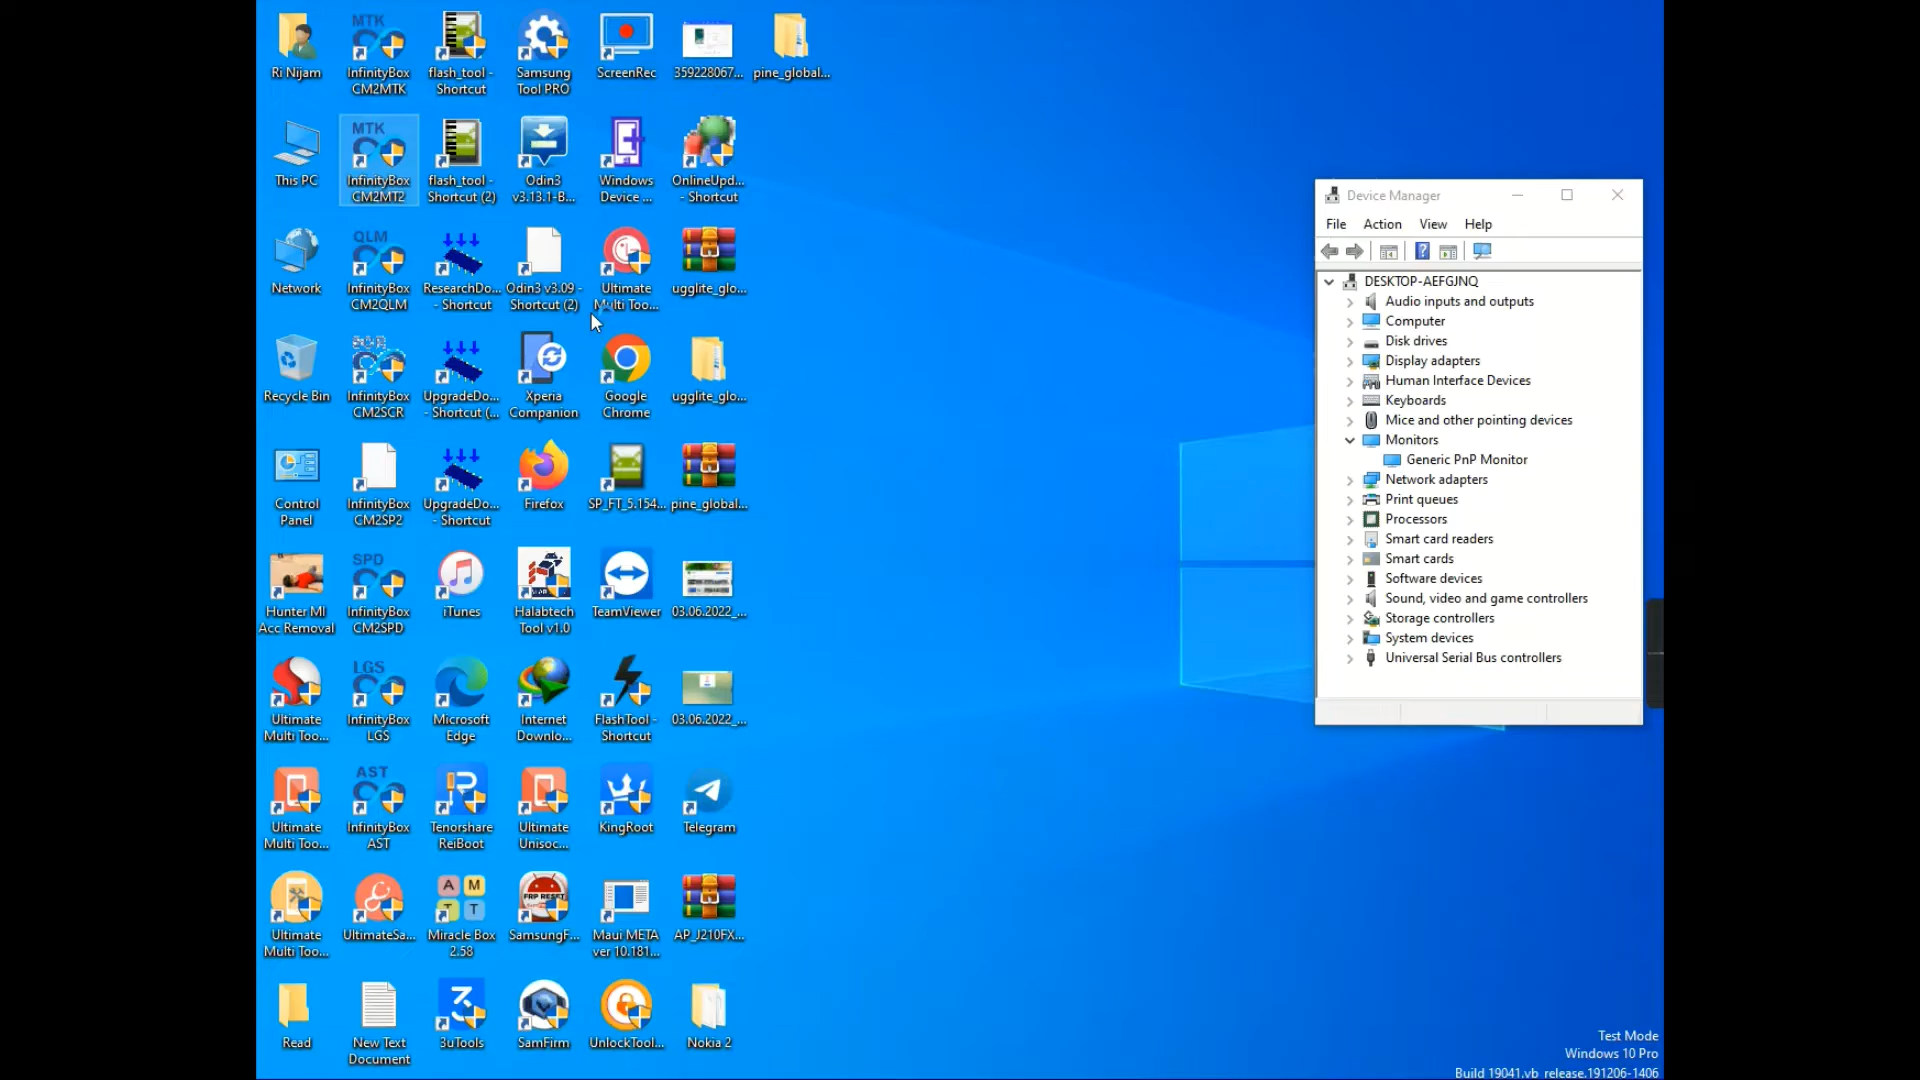 Ri Nijam
MTK
InfinityBox
CM2MTK
flash_tool -
Shortcut
Samsung
Tool PRO
ScreenRec
359228067...
pine_global...
This PC
MTK
InfinityBox
CM2MT2
flash_tool -
Shortcut (2)
Odin3
v3.13.1-B...
Windows
Device ...
OnlineUpd...
- Shortcut
Network
QLM
InfinityBox
CM2QLM
ResearchDo...
- Shortcut
Odin3 v3.09 -
Shortcut (2)
Ultimate
Multi Too...
ugglite_glo...
Recycle Bin
SCR
InfinityBox
CM2SCR
UpgradeDo...
- Shortcut (...
Xperia
Companion
Google
Chrome
ugglite_glo...
Control
Panel
InfinityBox
CM2SP2
UpgradeDo...
- Shortcut
Firefox
SP_FT_5.154...
pine_global...
Hunter MI
Acc Removal
SPD
InfinityBox
CM2SPD
iTunes
Halabtech
Tool v1.0
TeamViewer
03.06.2022_...
Ultimate
Multi Too...
LGS
InfinityBox
LGS
Microsoft
Edge
Internet
Downlo...
FlashTool -
Shortcut
03.06.2022_...
Ultimate
Multi Too...
AST
InfinityBox
AST
Tenorshare
ReiBoot
Ultimate
Unisoc...
KingRoot
Telegram
Ultimate
Multi Too...
UltimateSa...
A M
T T
Miracle Box
2.58
FRP RESET
SamsungF...
Maui META
ver 10.181...
AP_J210FX...
Read
New Text
Document
3uTools
SamFirm
UnlockTool...
Nokia 2
Device Manager
File Action View Help
DESKTOP-AEFGJNQ
Audio inputs and outputs
Computer
Disk drives
Display adapters
Human Interface Devices
Keyboards
Mice and other pointing devices
Monitors
Generic PnP Monitor
Network adapters
Print queues
Processors
Smart card readers
Smart cards
Software devices
Sound, video and game controllers
Storage controllers
System devices
Universal Serial Bus controllers
Test Mode
Windows 10 Pro
Build 19041.vb_release.191206-1406